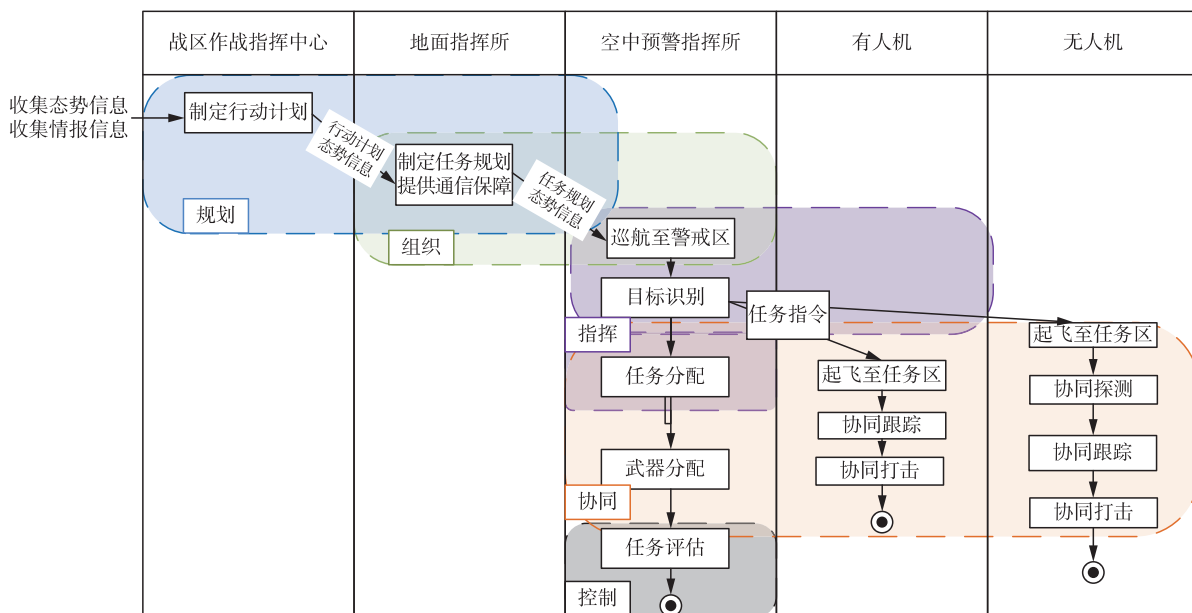 战区作战指挥中心
地面指挥所
空中预警指挥所
有人机
无人机
收集态势信息
收集情报信息
制定行动计划
行动计划
态势信息
制定任务规划
提供通信保障
任务规划
态势信息
规划
组织
巡航至警戒区
目标识别
任务指令
指挥
起飞至任务区
任务分配
起飞至任务区
协同探测
协同跟踪
协同跟踪
武器分配
协同打击
协同
协同打击
任务评估
控制